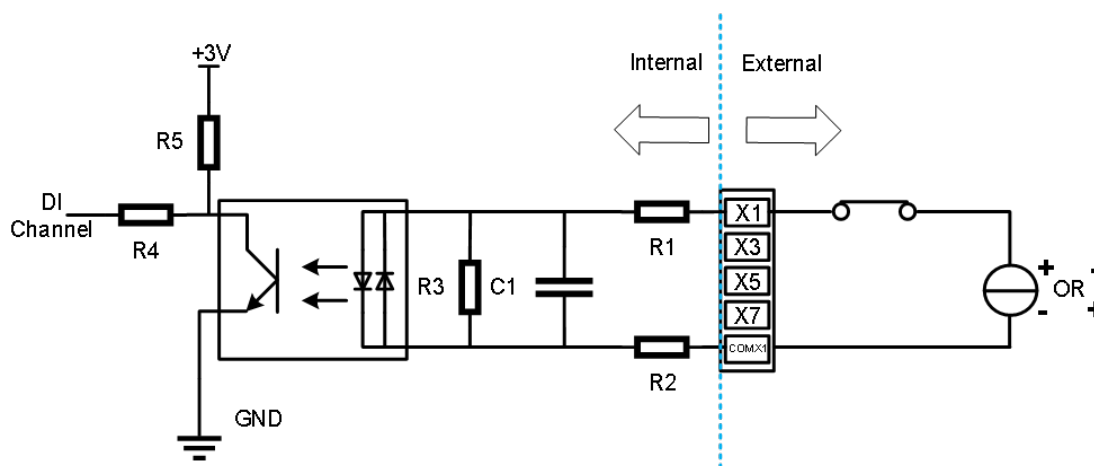 +3V
Internal
External
R5
DI
Channel
R4
R3
C1
R1
X1
X3
X5
X7
COMX1
R2
+
-
OR
-
+
GND